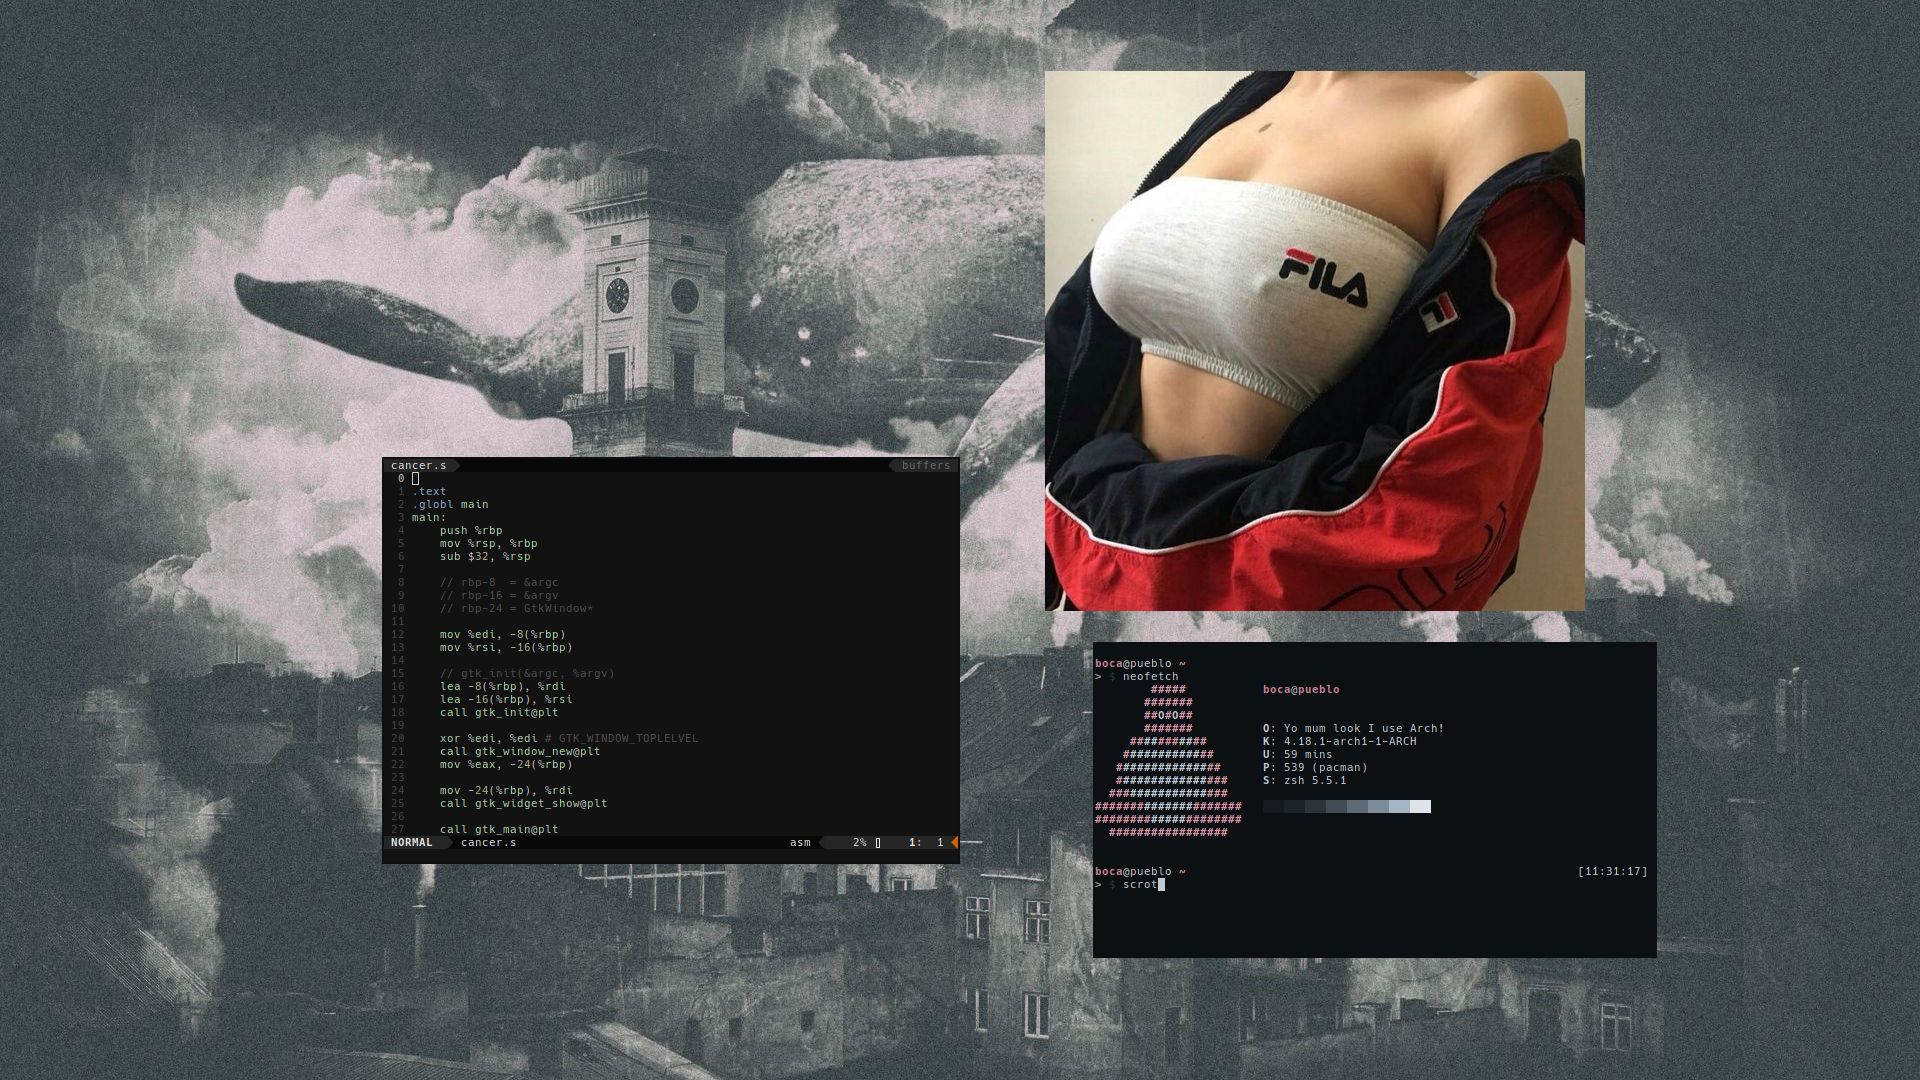 cancer.s buffers
0
1 .text
2 .globl main
3 main:
4 push %rbp
5 mov %rsp, %rbp
6 sub $32, %rsp
7
8 // rbp-8  = &argc
9 // rbp-16 = &argv
10 // rbp-24 = GtkWindow*
11
12 mov %edi, -8(%rbp)
13 mov %rsi, -16(%rbp)
14
15 // gtk_init(&argc, %argv)
16 lea -8(%rbp), %rdi
17 lea -16(%rbp), %rsi
18 call gtk_init@plt
19
20 xor %edi, %edi # GTK_WINDOW_TOPLELVEL
21 call gtk_window_new@plt
22 mov %eax, -24(%rbp)
23
24 mov -24(%rbp), %rdi
25 call gtk_widget_show@plt
26
27 call gtk_main@plt
NORMAL cancer.s asm 2% 1: 1
FILA
boca@pueblo ~
> $ neofetch
##### boca@pueblo
#######
##O#O##
####### O: Yo mum look I use Arch!
########### K: 4.18.1-arch1-1-ARCH
############# U: 59 mins
############### P: 539 (pacman)
################ S: zsh 5.5.1
#################
#####################
#####################
#################
boca@pueblo ~ [11:31:17]
> $ scrot